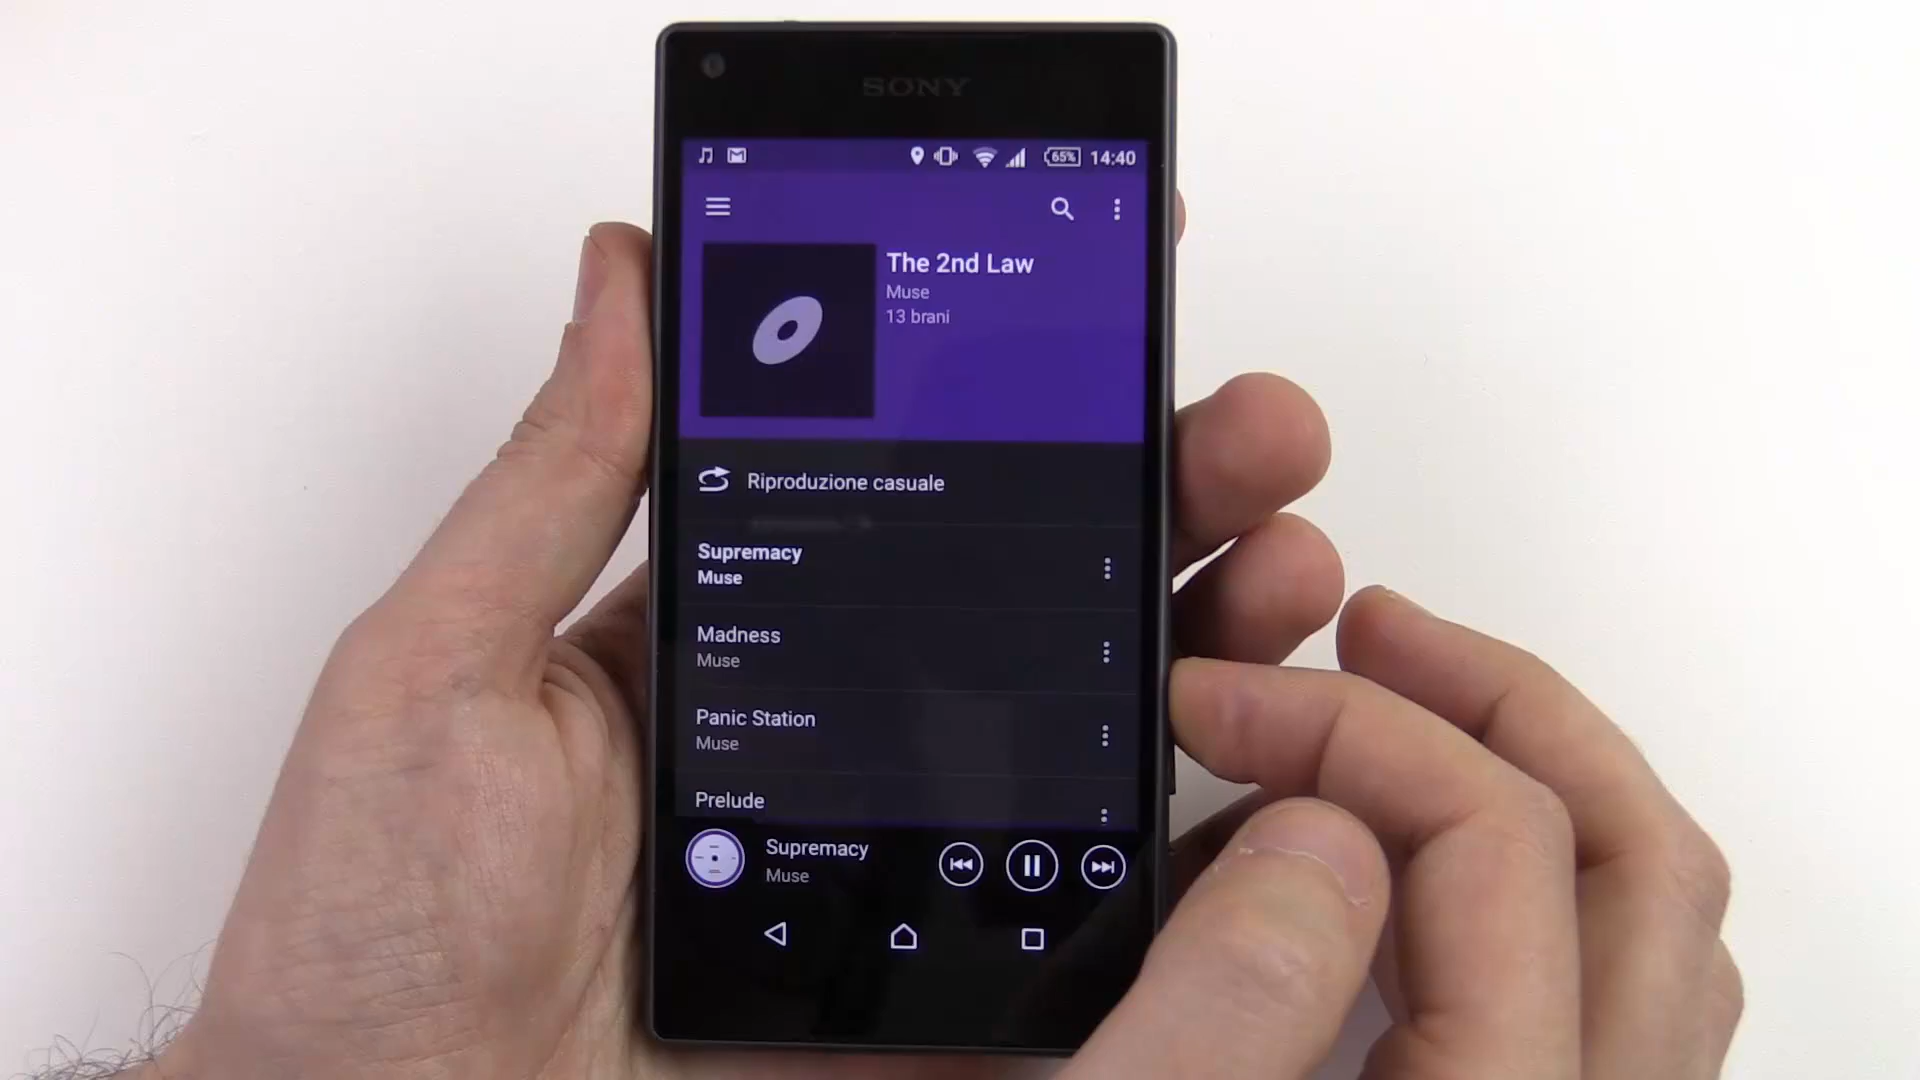 SONY
65% 14:40
The 2nd Law
Muse
13 brani
Riproduzione casuale
Supremacy
Muse
Madness
Muse
Panic Station
Muse
Prelude
Supremacy
Muse